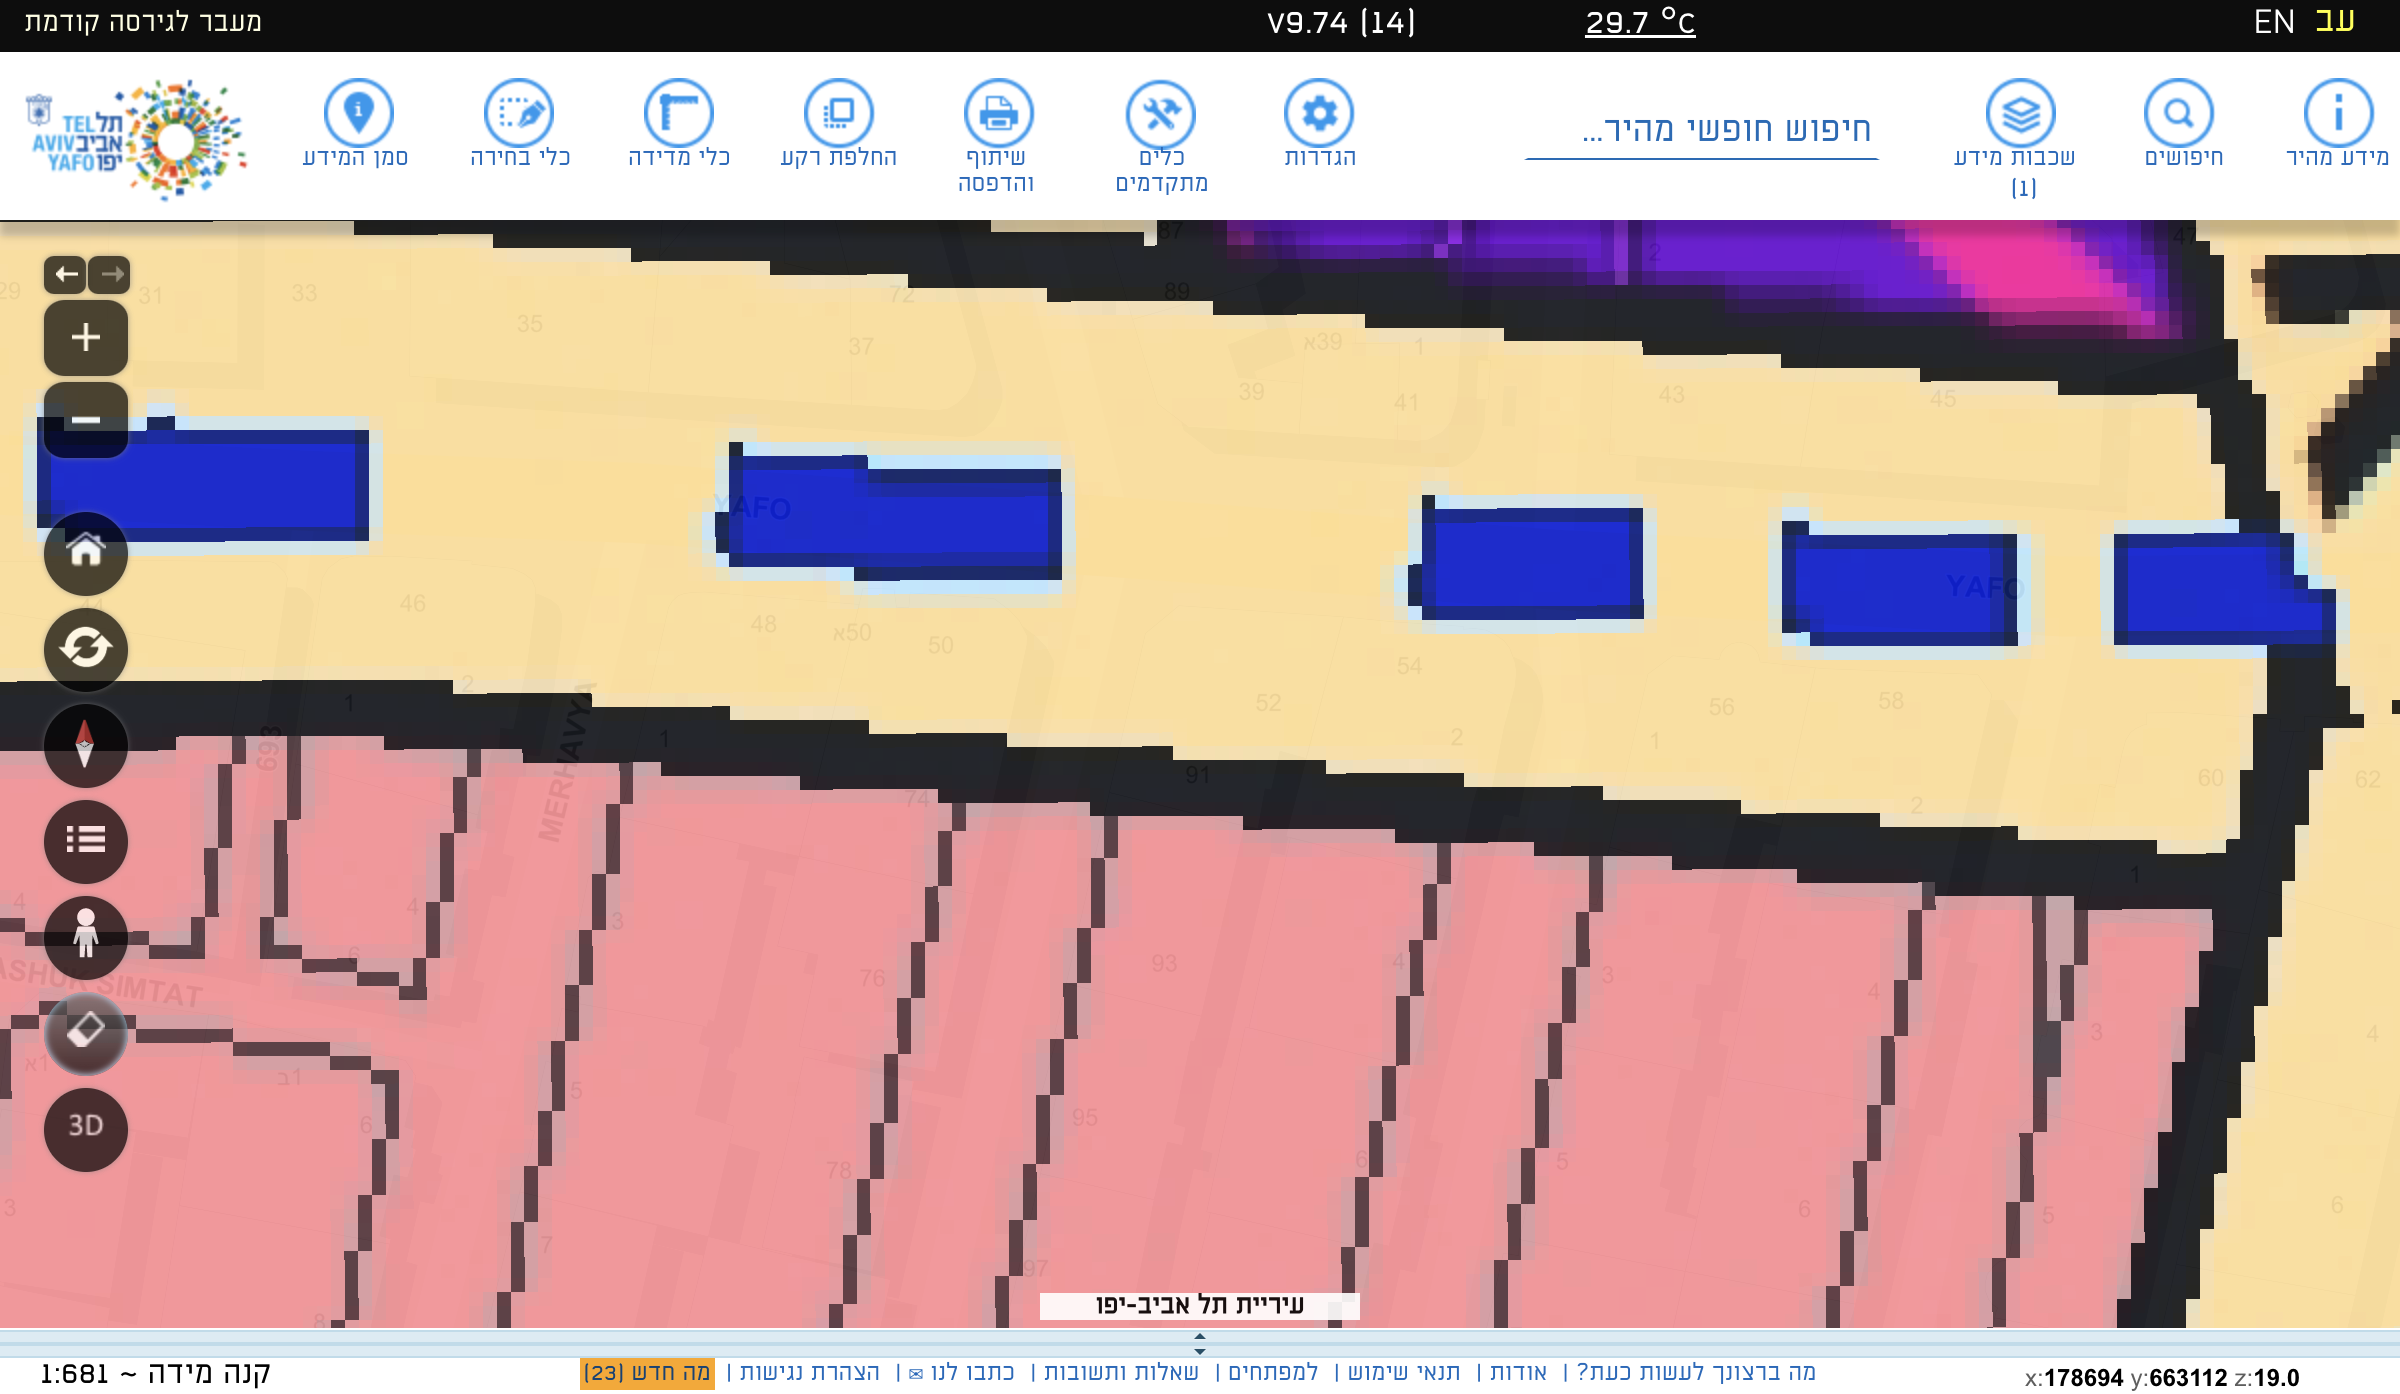 מעבר לגירסה קודמת
V9.74 (14)
29.7 °C
EN עב
TEL AVIV YAFO
תל אביב יפו
סמן המידע
כלי בחירה
כלי מדידה
החלפת רקע
שיתוף והדפסה
כלים מתקדמים
הגדרות
חיפוש חופשי מהיר...
שכבות מידע (1)
חיפושים
מידע מהיר
87
2
47
29
31
33
72
89
35
37
39א
1
39
41
43
45
YAFO
YAFO
44
46
48
50א
50
54
52
56
58
2
1
2
1
2
1
60
62
693
MERHAVYA
91
74
1
4
4
6
3
76
93
4
3
4
3
4
ASHUK SIMTAT
1א
1ב
5
6
95
78
6
5
6
5
6
3
7
97
8
3D
עיריית תל אביב-יפו
קנה מידה ~ 1:681
מה ברצונך לעשות כעת? | אודות | תנאי שימוש | למפתחים | שאלות ותשובות | כתבו לנו ✉ | הצהרת נגישות | מה חדש (23)
x:178694 y:663112 z:19.0